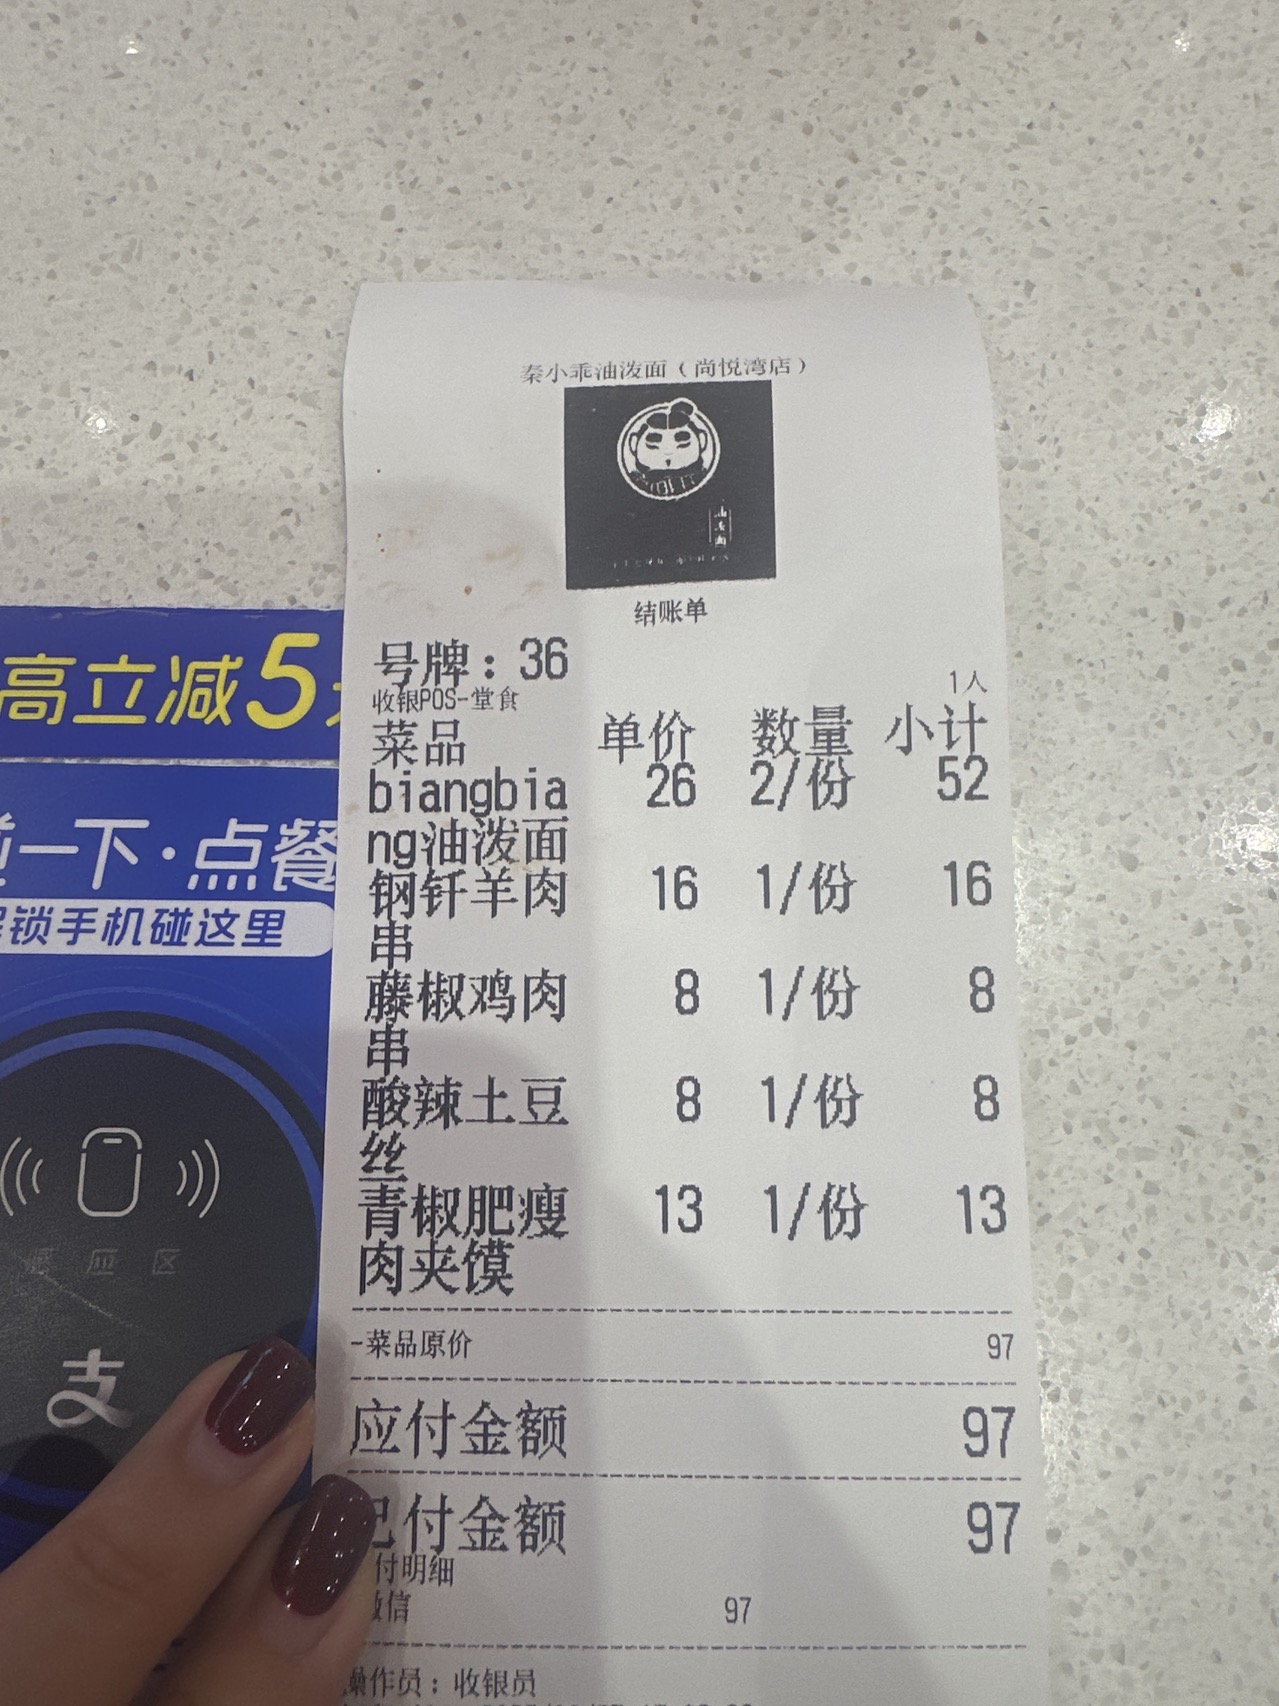 秦小乖油泼面（尚悦湾店）
结账单
号牌：36
收银POS-堂食 1人
菜品 单价 数量 小计
biangbia 26 2/份 52
ng油泼面
钢钎羊肉 16 1/份 16
串
藤椒鸡肉 8 1/份 8
串
酸辣土豆 8 1/份 8
丝
青椒肥瘦 13 1/份 13
肉夹馍
-菜品原价 97
应付金额 97
已付金额 97
付明细
微信 97
操作员：收银员
高立减5
一下·点餐
锁手机碰这里
应 区
支